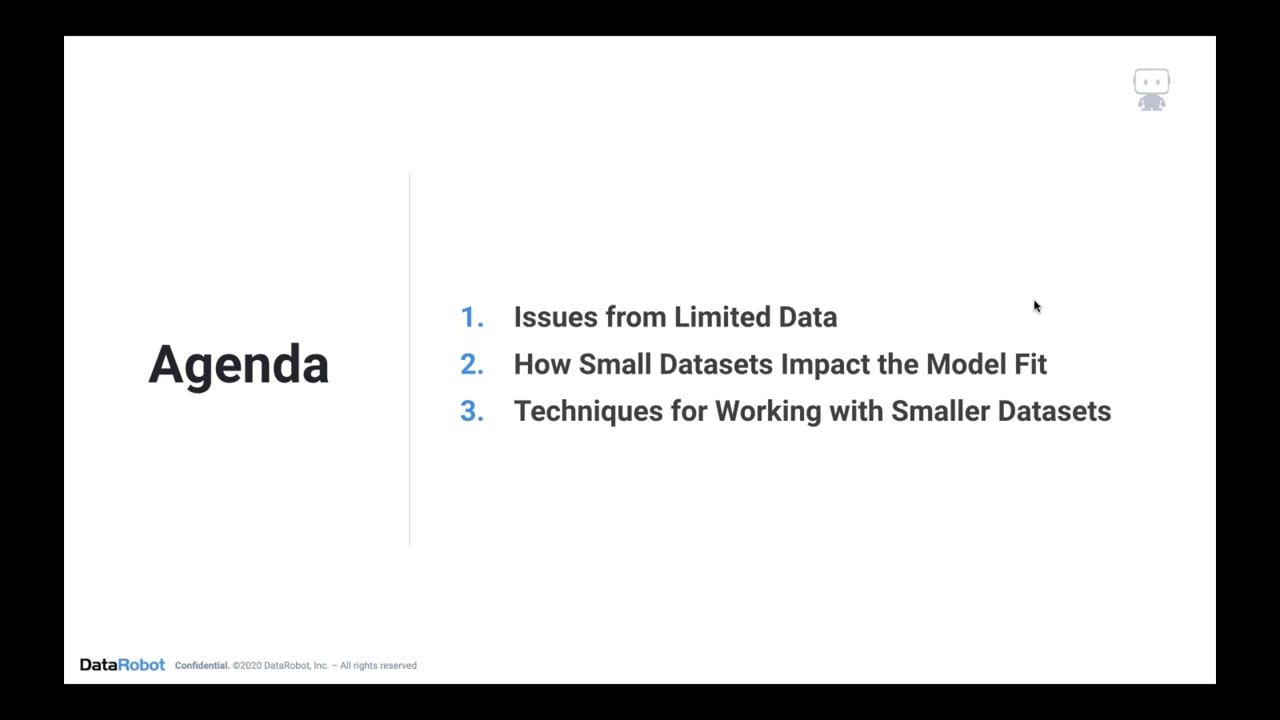 Agenda
1. Issues from Limited Data
2. How Small Datasets Impact the Model Fit
3. Techniques for Working with Smaller Datasets
DataRobot Confidential. ©2020 DataRobot, Inc. – All rights reserved